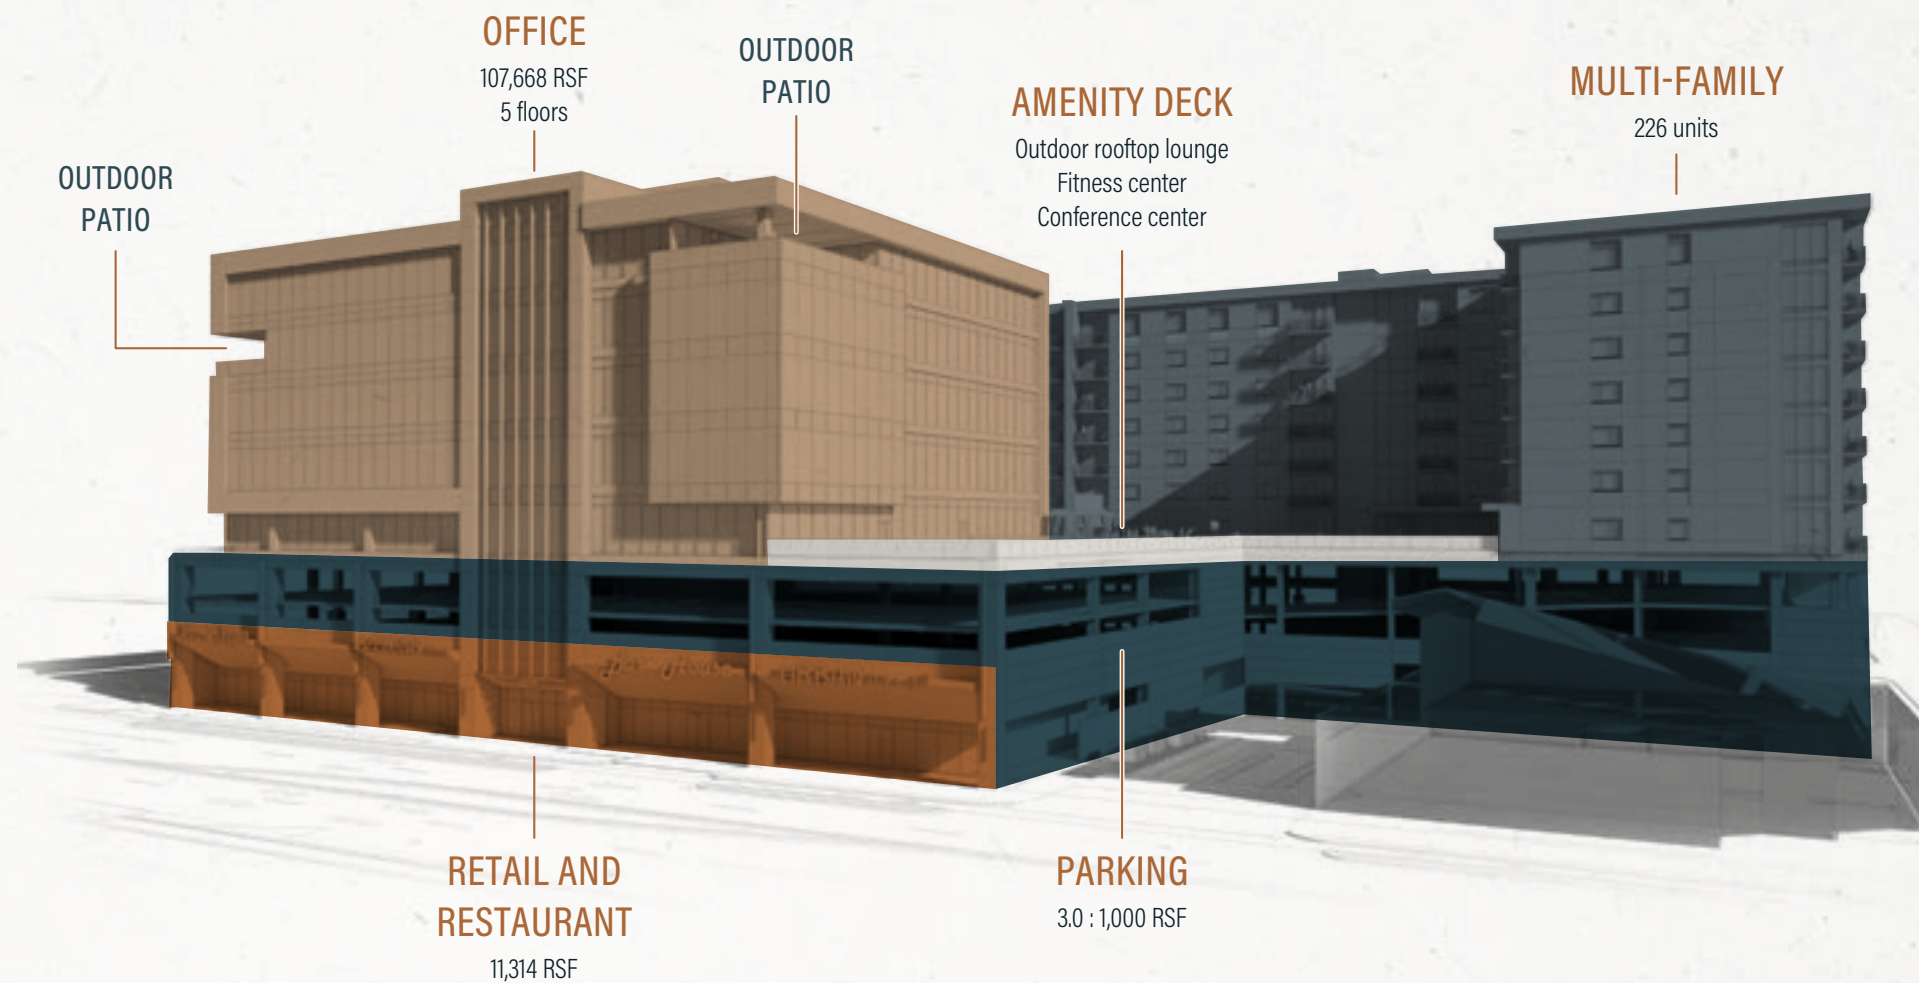 OFFICE
107,668 RSF
5 floors
OUTDOOR
PATIO
OUTDOOR
PATIO
AMENITY DECK
Outdoor rooftop lounge
Fitness center
Conference center
MULTI-FAMILY
226 units
RETAIL AND
RESTAURANT
11,314 RSF
PARKING
3.0 : 1,000 RSF